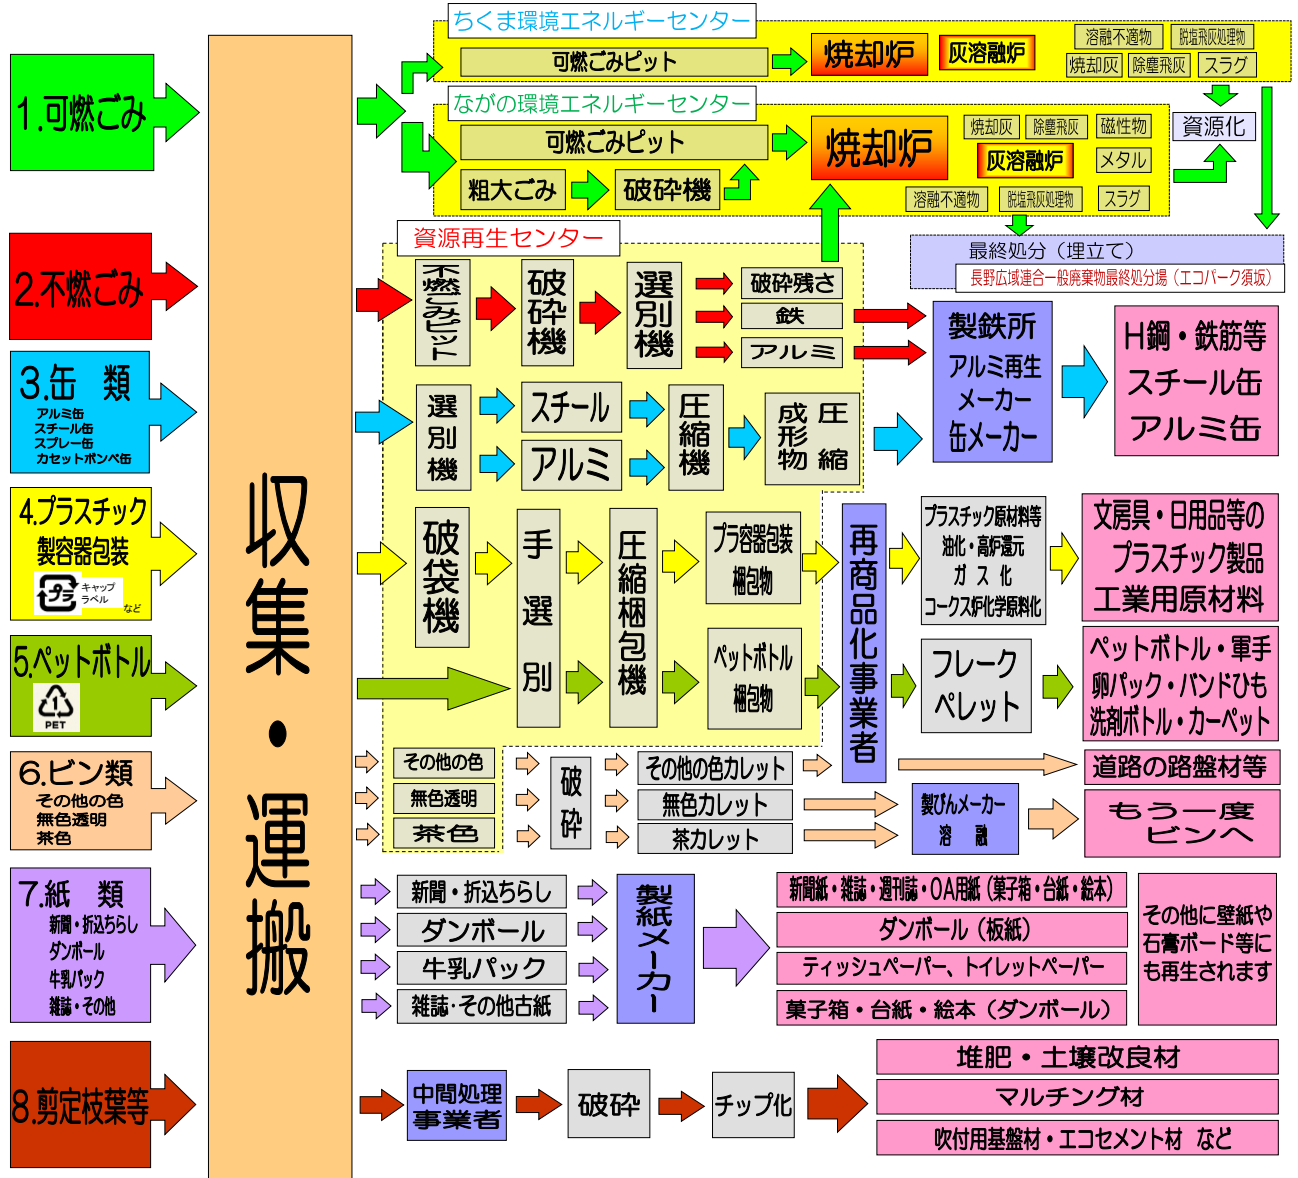 ちくま環境エネルギーセンター
可燃ごみピット
焼却炉
灰溶融炉
溶融不適物
脱塩飛灰処理物
焼却灰
除塵飛灰
スラグ
1.可燃ごみ
ながの環境エネルギーセンター
可燃ごみピット
粗大ごみ
破砕機
焼却炉
焼却灰
除塵飛灰
磁性物
灰溶融炉
メタル
溶融不適物
脱塩飛灰処理物
スラグ
資源化
最終処分（埋立て）
長野広域連合一般廃棄物最終処分場（エコパーク須坂）
収集・運搬
資源再生センター
2.不燃ごみ
不燃ごみピット
破砕機
選別機
破砕残さ
鉄
アルミ
製鉄所
アルミ再生
メーカー
缶メーカー
H鋼・鉄筋等
スチール缶
アルミ缶
3.缶　類
アルミ缶
スチール缶
スプレー缶
カセットボンベ缶
選別機
スチール
アルミ
圧縮機
圧縮
成形物
4.プラスチック
製容器包装
プラ
キャップ
ラベル
など
破袋機
手選別
圧縮梱包機
プラ容器包装
梱包物
再商品化事業者
プラスチック原材料等
油化・高炉還元
ガス化
コークス炉化学原料化
文房具・日用品等の
プラスチック製品
工業用原材料
5.ペットボトル
1
PET
ペットボトル
梱包物
フレーク
ペレット
ペットボトル・軍手
卵パック・バンドひも
洗剤ボトル・カーペット
6.ビン類
その他の色
無色透明
茶色
その他の色
無色透明
茶色
破砕
その他の色カレット
無色カレット
茶カレット
製びんメーカー
溶　融
道路の路盤材等
もう一度
ビンへ
7.紙　類
新聞・折込ちらし
ダンボール
牛乳パック
雑誌・その他
新聞・折込ちらし
ダンボール
牛乳パック
雑誌・その他古紙
製紙メーカー
新聞紙・雑誌・週刊誌・OA用紙（菓子箱・台紙・絵本）
ダンボール（板紙）
ティッシュペーパー、トイレットペーパー
菓子箱・台紙・絵本（ダンボール）
その他に壁紙や
石膏ボード等に
も再生されます
8.剪定枝葉等
中間処理
事業者
破砕
チップ化
堆肥・土壌改良材
マルチング材
吹付用基盤材・エコセメント材　など